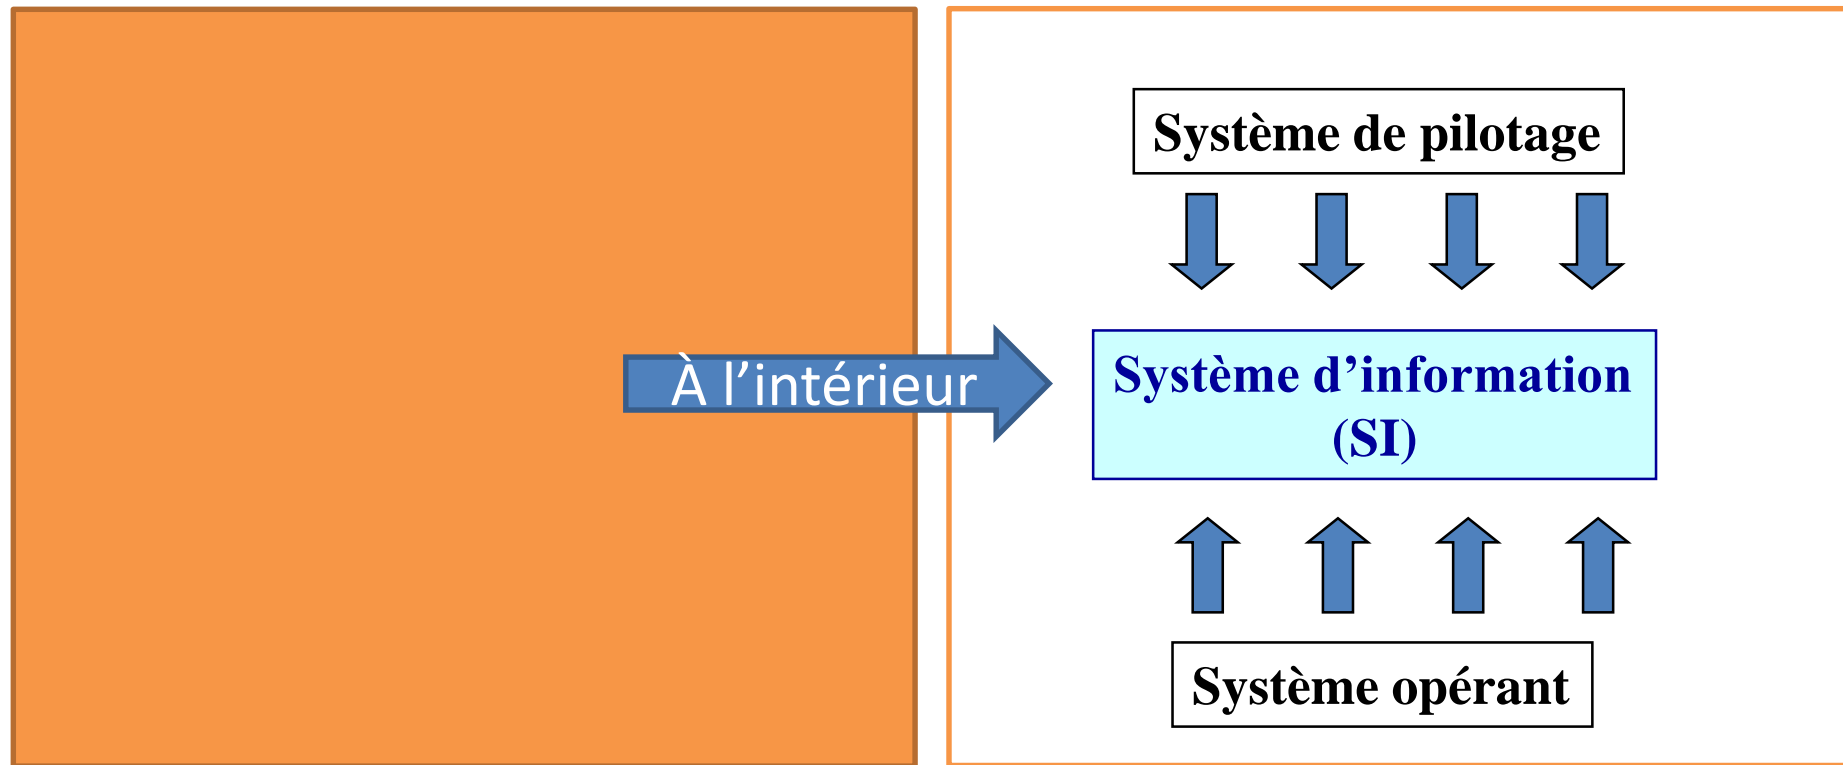 Système de pilotage
À l’intérieur
Système d’information
(SI)
Système opérant